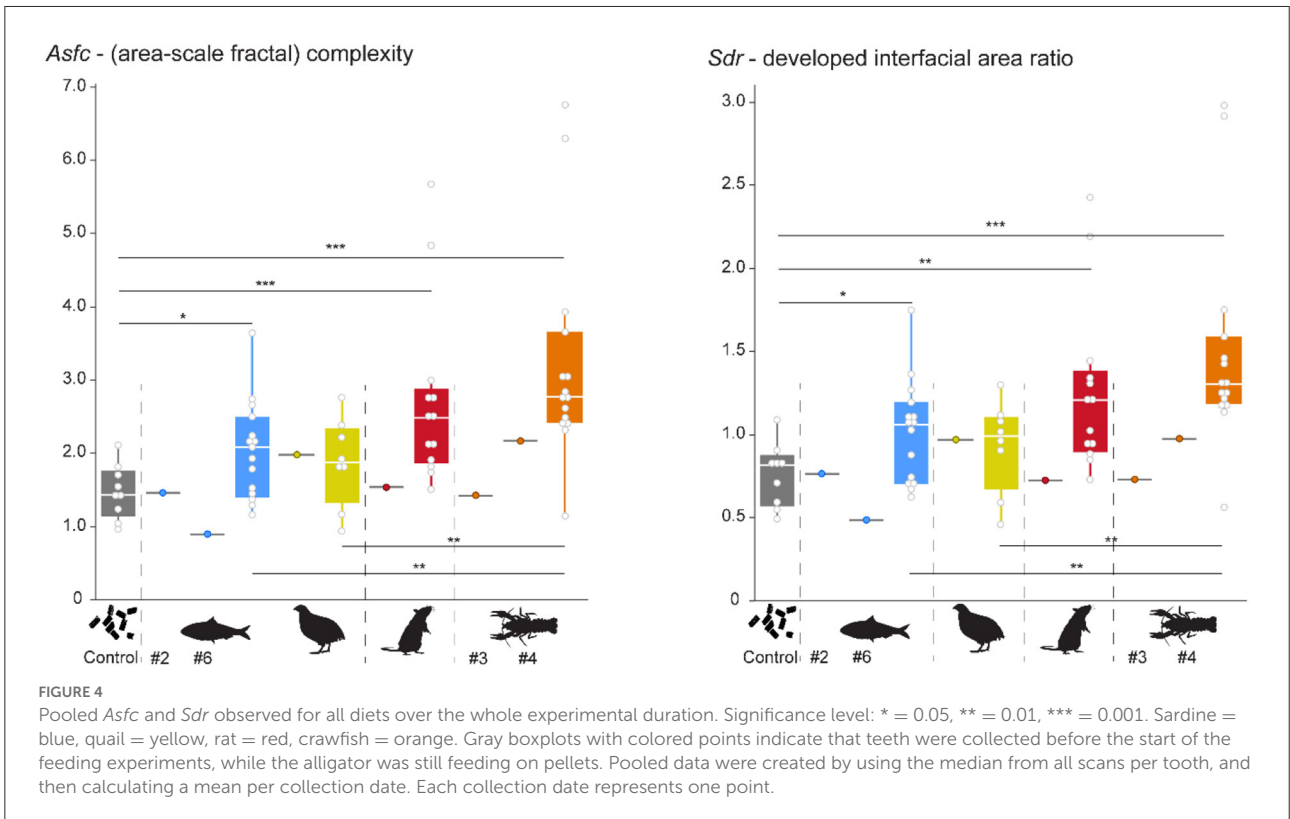 Asfc - (area-scale fractal) complexity
7.0
6.0
5.0
4.0
3.0
2.0
1.0
0
***
***
*
**
**
Control #2 #6 #3 #4
Sdr - developed interfacial area ratio
3.0
2.5
2.0
1.5
1.0
0.5
0
***
**
*
**
**
Control #2 #6 #3 #4
FIGURE 4
Pooled Asfc and Sdr observed for all diets over the whole experimental duration. Significance level: * = 0.05, ** = 0.01, *** = 0.001. Sardine =
blue, quail = yellow, rat = red, crawfish = orange. Gray boxplots with colored points indicate that teeth were collected before the start of the
feeding experiments, while the alligator was still feeding on pellets. Pooled data were created by using the median from all scans per tooth, and
then calculating a mean per collection date. Each collection date represents one point.